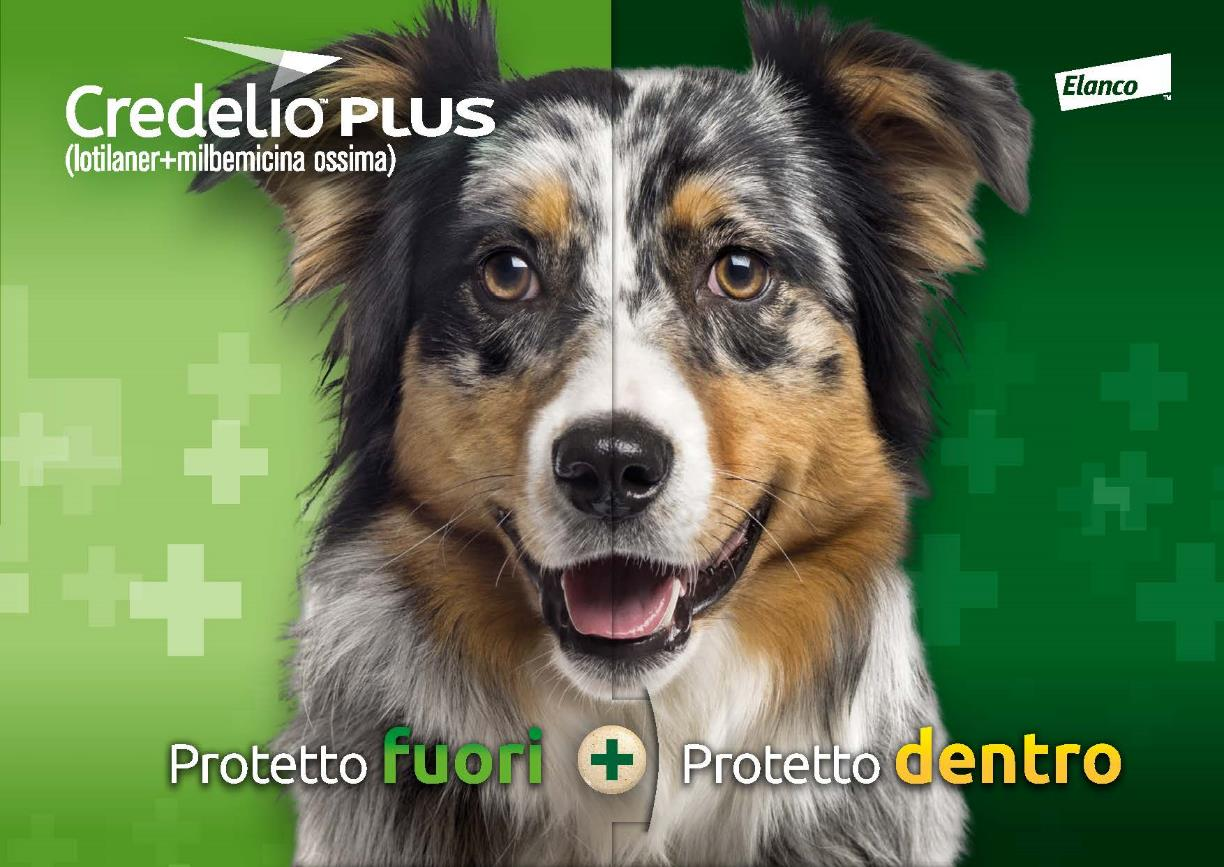 Credelio™ PLUS
(lotilaner+milbemicina ossima)
Elanco™
Protetto fuori + Protetto dentro